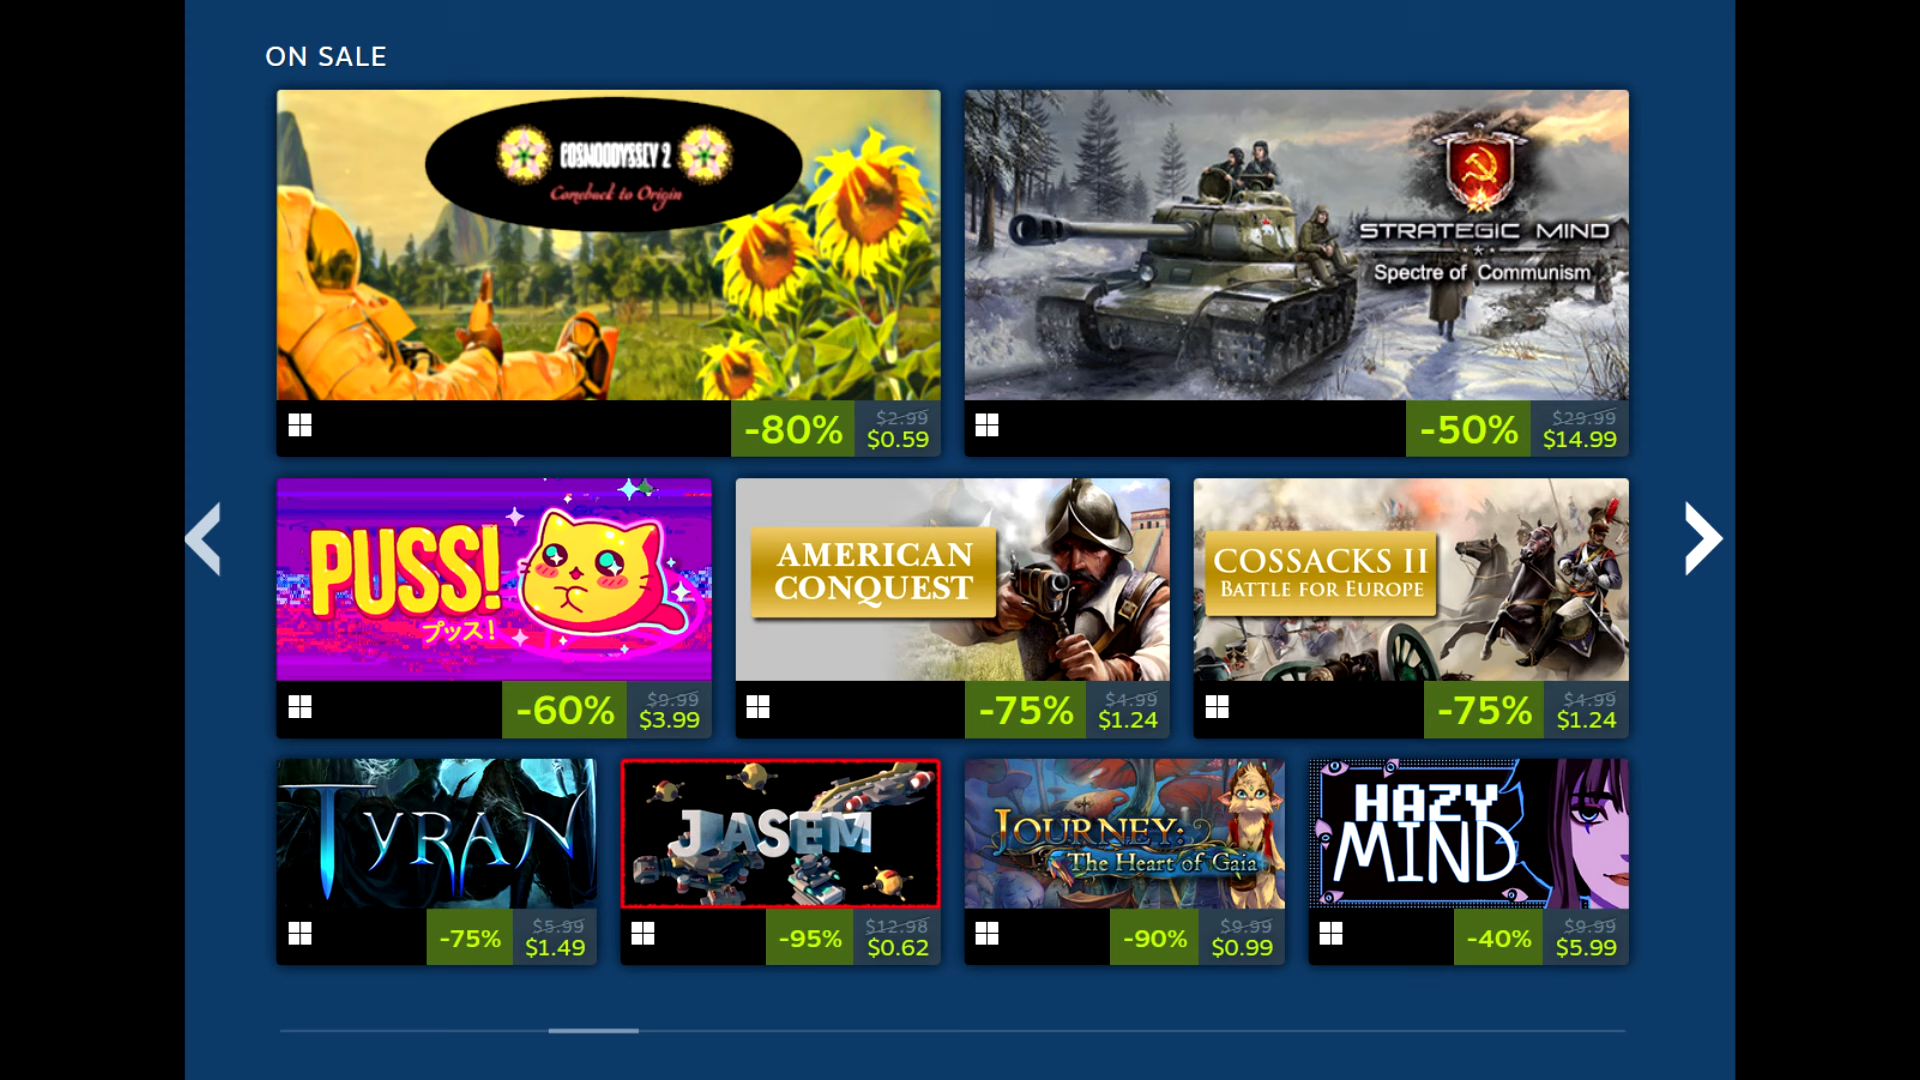 ON SALE
COSMOODYSSEY 2
Comeback to Origin
-80%
$2.99
$0.59
STRATEGIC MIND
Spectre of Communism
-50%
$29.99
$14.99
PUSS!
プッス!
-60%
$9.99
$3.99
AMERICAN
CONQUEST
-75%
$4.99
$1.24
COSSACKS II
BATTLE FOR EUROPE
-75%
$4.99
$1.24
TYRAN
-75%
$5.99
$1.49
JASEM
-95%
$12.98
$0.62
JOURNEY:
The Heart of Gaia
-90%
$9.99
$0.99
HAZY
MIND
-40%
$9.99
$5.99